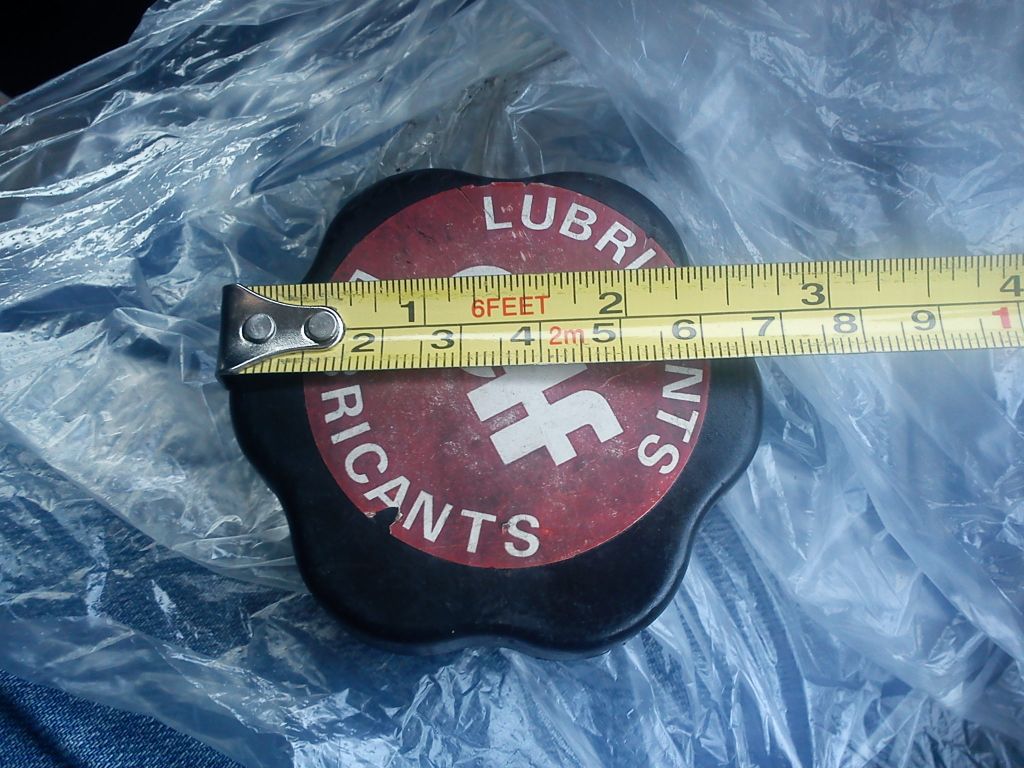 LUBRI
1 6FEET 2 3 4
2 3 4 2m 5 6 7 8 9 1
RICANTS
NTS